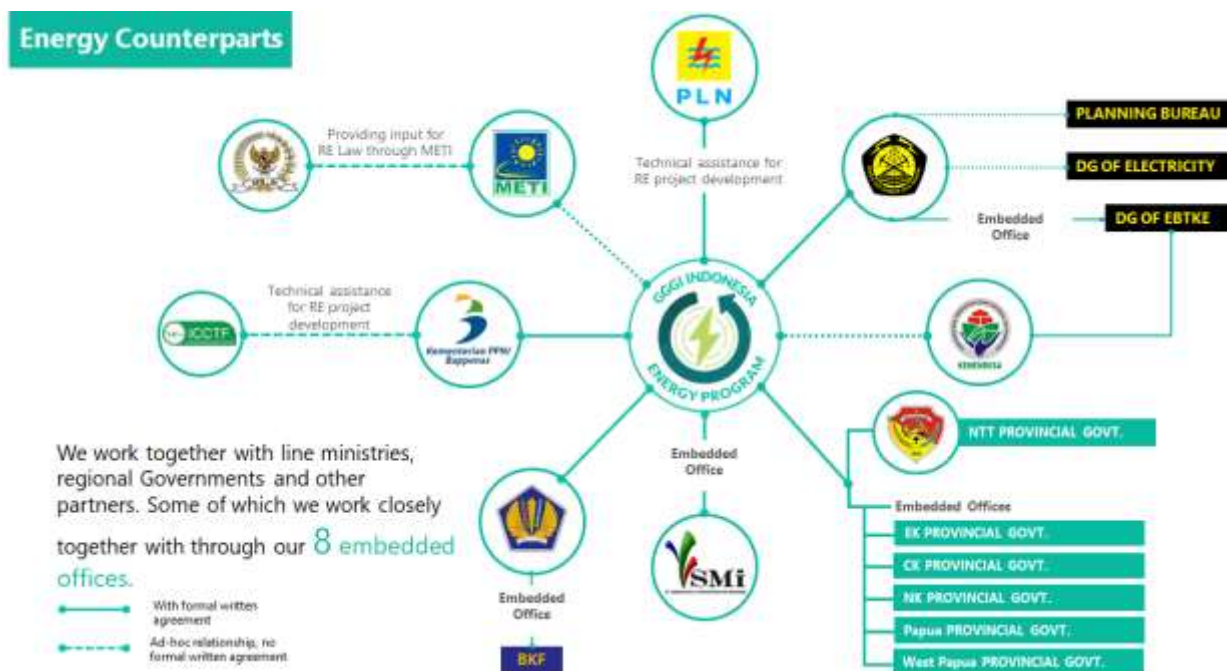 Energy Counterparts
PLN
PLANNING BUREAU
Providing input for
RE Law through METI
METI
Technical assistance for
RE project development
DG OF ELECTRICITY
Embedded
Office
DG OF EBTKE
GGGI INDONESIA
ENERGY PROGRAM
Technical assistance
for RE project
development
ICCTF
Kementerian PPN/
Bappenas
NTT PROVINCIAL GOVT.
We work together with line ministries,
regional Governments and other
partners. Some of which we work closely
together with through our 8 embedded
offices.
With formal written
agreement
Ad-hoc relationship, no
formal written agreement
Embedded
Office
BKF
Embedded
Office
SMi
Embedded Offices
EK PROVINCIAL GOVT.
CK PROVINCIAL GOVT.
NK PROVINCIAL GOVT.
Papua PROVINCIAL GOVT.
West Papua PROVINCIAL GOVT.